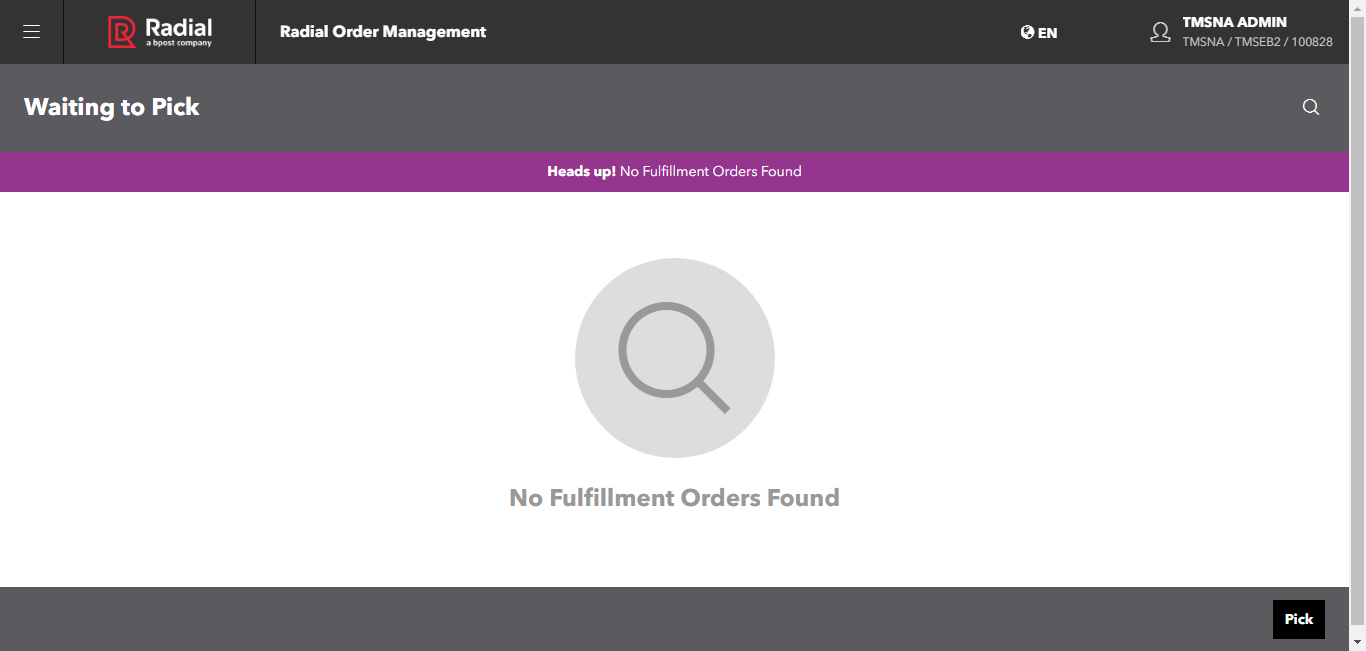 Radial
a bpost company
Radial Order Management
EN
TMSNA ADMIN
TMSNA / TMSEB2 / 100828
Waiting to Pick
Heads up! No Fulfillment Orders Found
No Fulfillment Orders Found
Pick